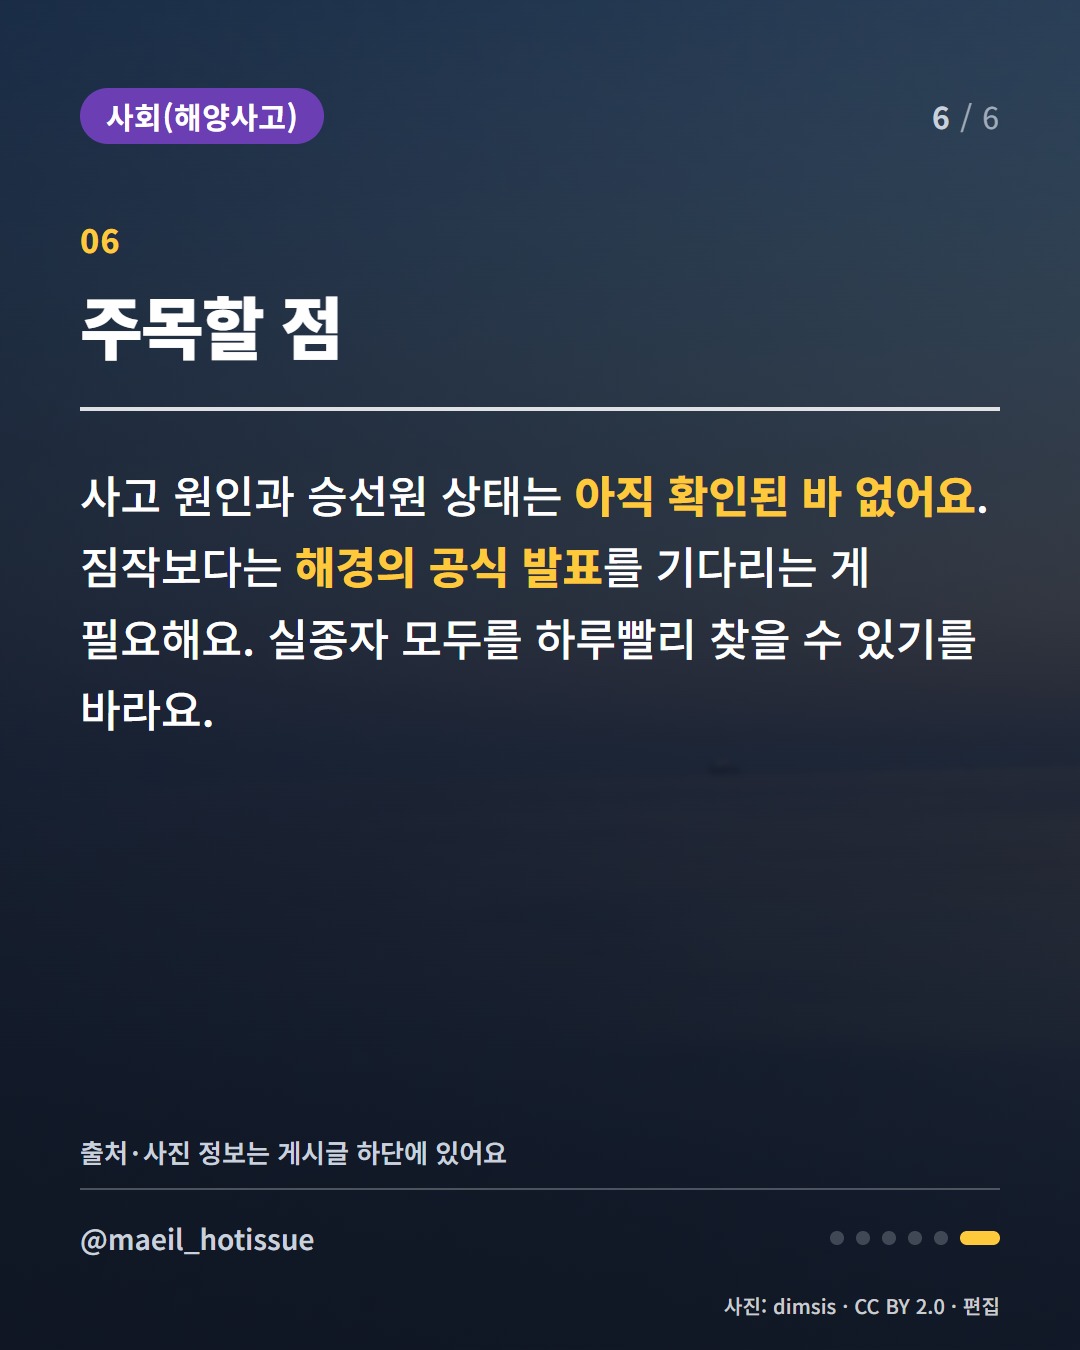 사회(해양사고)
6 / 6
06
주목할 점
사고 원인과 승선원 상태는 아직 확인된 바 없어요.
짐작보다는 해경의 공식 발표를 기다리는 게
필요해요. 실종자 모두를 하루빨리 찾을 수 있기를
바라요.
출처·사진 정보는 게시글 하단에 있어요
@maeil_hotissue
사진: dimsis · CC BY 2.0 · 편집